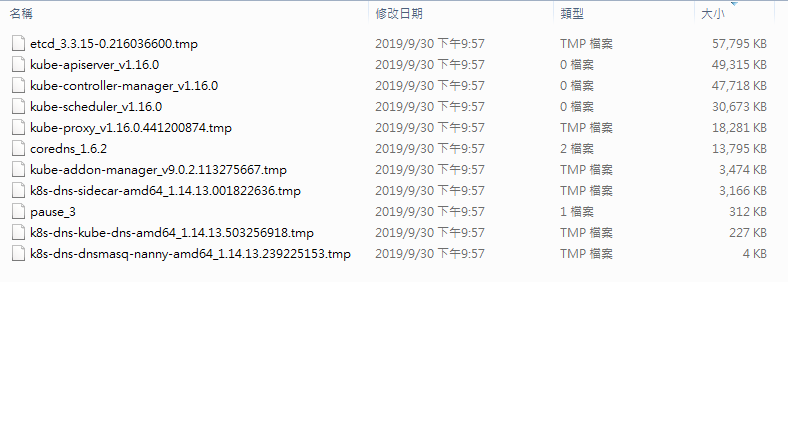 名稱 修改日期 類型 大小
etcd_3.3.15-0.216036600.tmp 2019/9/30 下午9:57 TMP 檔案 57,795 KB
kube-apiserver_v1.16.0 2019/9/30 下午9:57 0 檔案 49,315 KB
kube-controller-manager_v1.16.0 2019/9/30 下午9:57 0 檔案 47,718 KB
kube-scheduler_v1.16.0 2019/9/30 下午9:57 0 檔案 30,673 KB
kube-proxy_v1.16.0.441200874.tmp 2019/9/30 下午9:57 TMP 檔案 18,281 KB
coredns_1.6.2 2019/9/30 下午9:57 2 檔案 13,795 KB
kube-addon-manager_v9.0.2.113275667.tmp 2019/9/30 下午9:57 TMP 檔案 3,474 KB
k8s-dns-sidecar-amd64_1.14.13.001822636.tmp 2019/9/30 下午9:57 TMP 檔案 3,166 KB
pause_3 2019/9/30 下午9:57 1 檔案 312 KB
k8s-dns-kube-dns-amd64_1.14.13.503256918.tmp 2019/9/30 下午9:57 TMP 檔案 227 KB
k8s-dns-dnsmasq-nanny-amd64_1.14.13.239225153.tmp 2019/9/30 下午9:57 TMP 檔案 4 KB